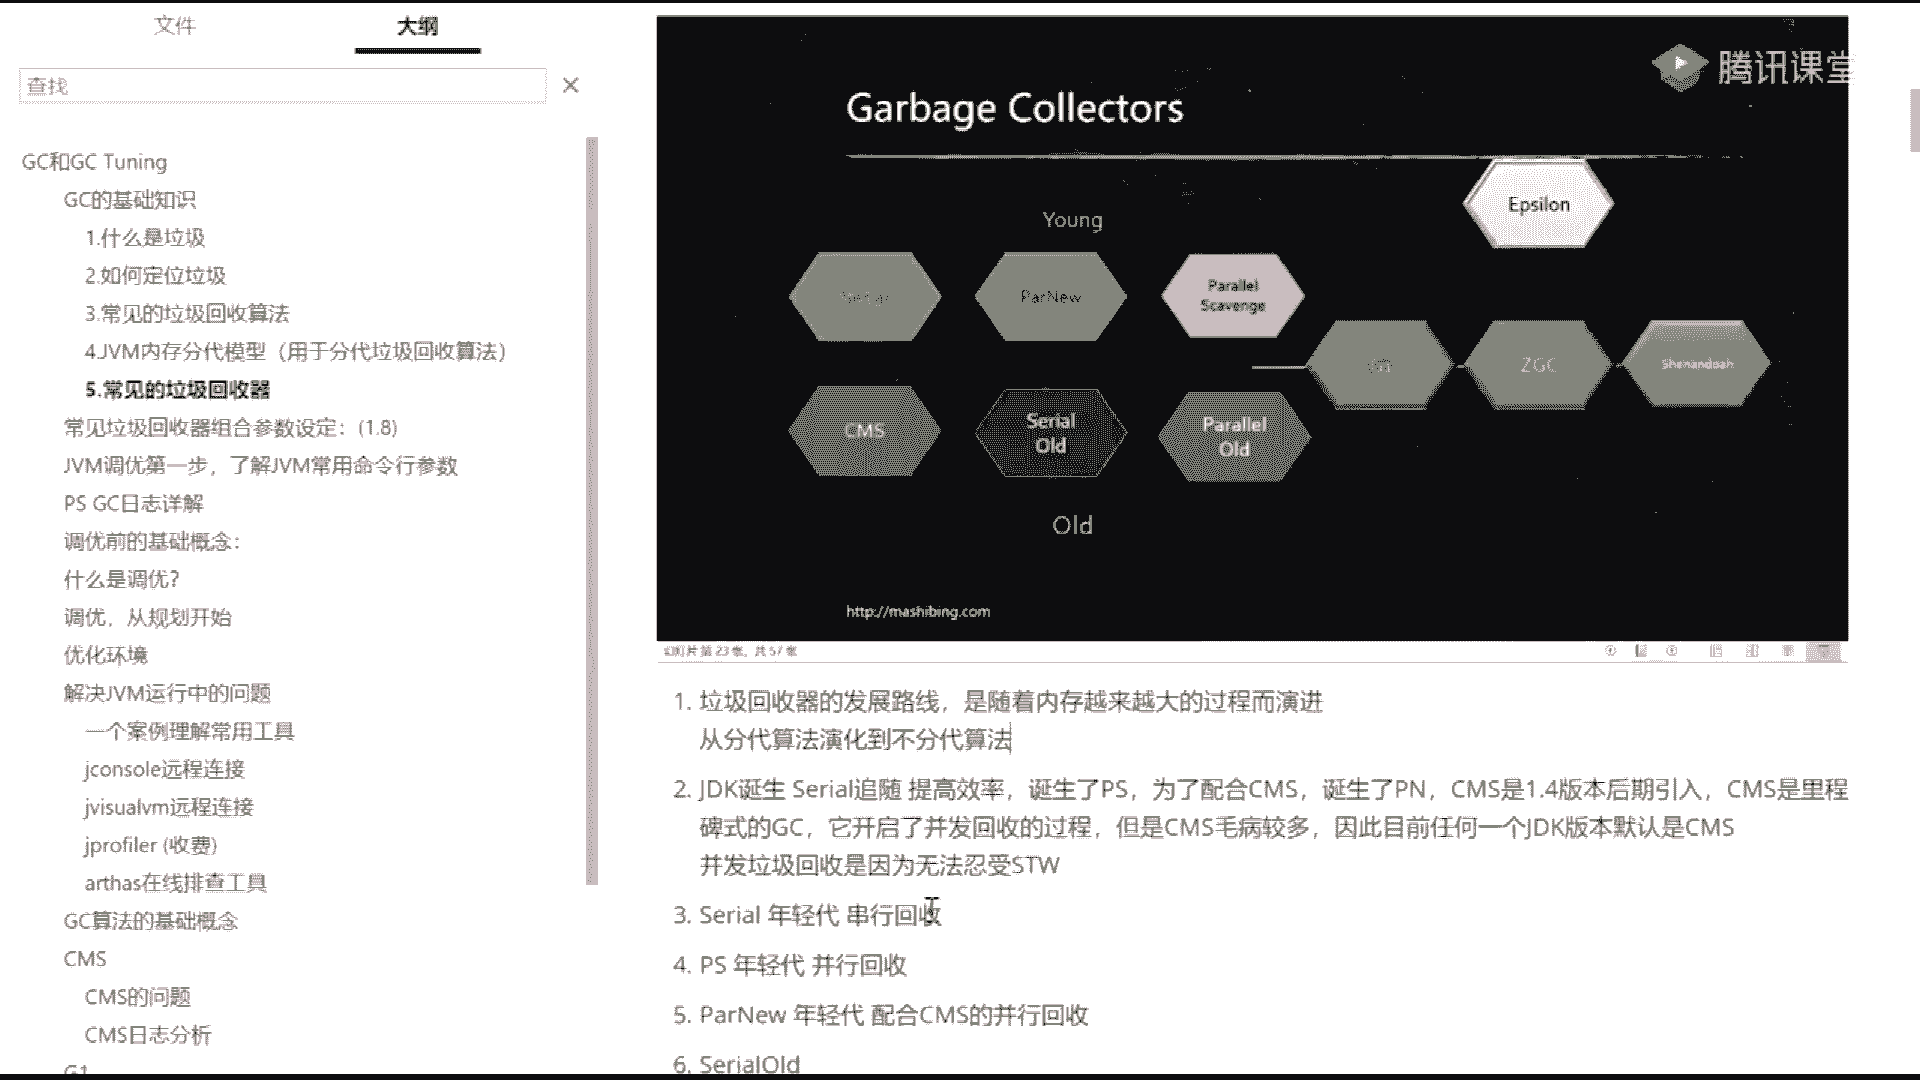 文件
大纲
查找
GC和GC Tuning
GC的基础知识
1.什么是垃圾
2.如何定位垃圾
3.常见的垃圾回收算法
4.JVM内存分代模型（用于分代垃圾回收算法）
5.常见的垃圾回收器
常见垃圾回收器组合参数设定：(1.8)
JVM调优第一步，了解JVM常用命令行参数
PS GC日志详解
调优前的基础概念：
什么是调优？
调优，从规划开始
优化环境
解决JVM运行中的问题
一个案例理解常用工具
jconsole远程连接
jvisualvm远程连接
jprofiler (收费)
arthas在线排查工具
GC算法的基础概念
CMS
CMS的问题
CMS日志分析
G1
腾讯课堂
Garbage Collectors
Epsilon
Young
Serial
ParNew
Parallel
Scavenge
G1
ZGC
Shenandoah
CMS
Serial
Old
Parallel
Old
Old
http://mashibing.com
幻灯片 第 23 张，共 57 张
1. 垃圾回收器的发展路线，是随着内存越来越大的过程而演进
从分代算法演化到不分代算法
2. JDK诞生 Serial追随 提高效率，诞生了PS，为了配合CMS，诞生了PN，CMS是1.4版本后期引入，CMS是里程
碑式的GC，它开启了并发回收的过程，但是CMS毛病较多，因此目前任何一个JDK版本默认是CMS
并发垃圾回收是因为无法忍受STW
3. Serial 年轻代 串行回收
4. PS 年轻代 并行回收
5. ParNew 年轻代 配合CMS的并行回收
6. SerialOld